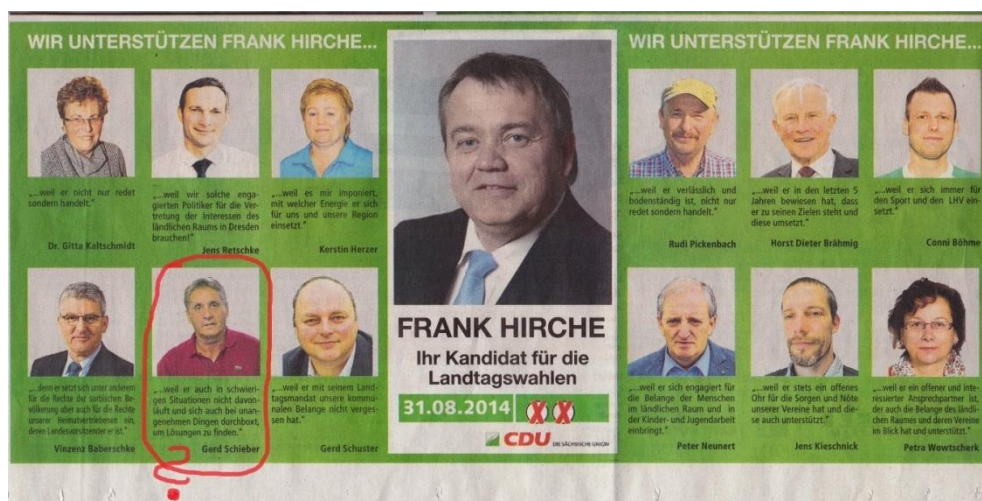 WIR UNTERSTÜTZEN FRANK HIRCHE...
„...weil er nicht nur redet
sondern handelt."
Dr. Gitta Kaltschmidt
„...weil wir solche enga-
gierten Politiker für die Ver-
tretung der Interessen des
ländlichen Raums in Dresden
brauchen!"
Jens Retschke
„...weil es mir imponiert,
mit welcher Energie er sich
für uns und unsere Region
einsetzt."
Kerstin Herzer
„...denn er setzt sich unter anderem
für die Rechte der sorbischen Be-
völkerung aber auch für die Rechte
unserer Heimatvertriebenen ein,
deren Landesvorsitzender er ist."
Vinzenz Baberschke
„...weil er auch in schwieri-
gen Situationen nicht davon-
läuft und sich auch bei unan-
genehmen Dingen durchboxt,
um Lösungen zu finden."
Gerd Schieber
?
„...weil er mit seinem Land-
tagsmandat unsere kommu-
nalen Belange nicht verges-
sen hat."
Gerd Schuster
FRANK HIRCHE
Ihr Kandidat für die
Landtagswahlen
31.08.2014
CDU DIE SÄCHSISCHE UNION
WIR UNTERSTÜTZEN FRANK HIRCHE...
„...weil er verläßlich und
bodenständig ist, nicht nur
redet sondern handelt."
Rudi Pickenbach
„...weil er in den letzten 5
Jahren bewiesen hat, dass
er zu seinen Zielen steht und
diese umsetzt."
Horst Dieter Brähmig
„...weil er sich immer für
den Sport und den LHV ein-
setzt."
Conni Böhme
„...weil er sich engagiert für
die Belange der Menschen
im ländlichen Raum und in
der Kinder- und Jugendarbeit
einbringt."
Peter Neunert
„...weil er stets ein offenes
Ohr für die Sorgen und Nöte
unserer Vereine hat und die-
se auch unterstützt."
Jens Kieschnick
„...weil er ein offener und inte-
ressierter Ansprechpartner ist,
der auch die Belange des ländli-
chen Raumes und deren Vereine
im Blick hat und unterstützt."
Petra Wowtscherk